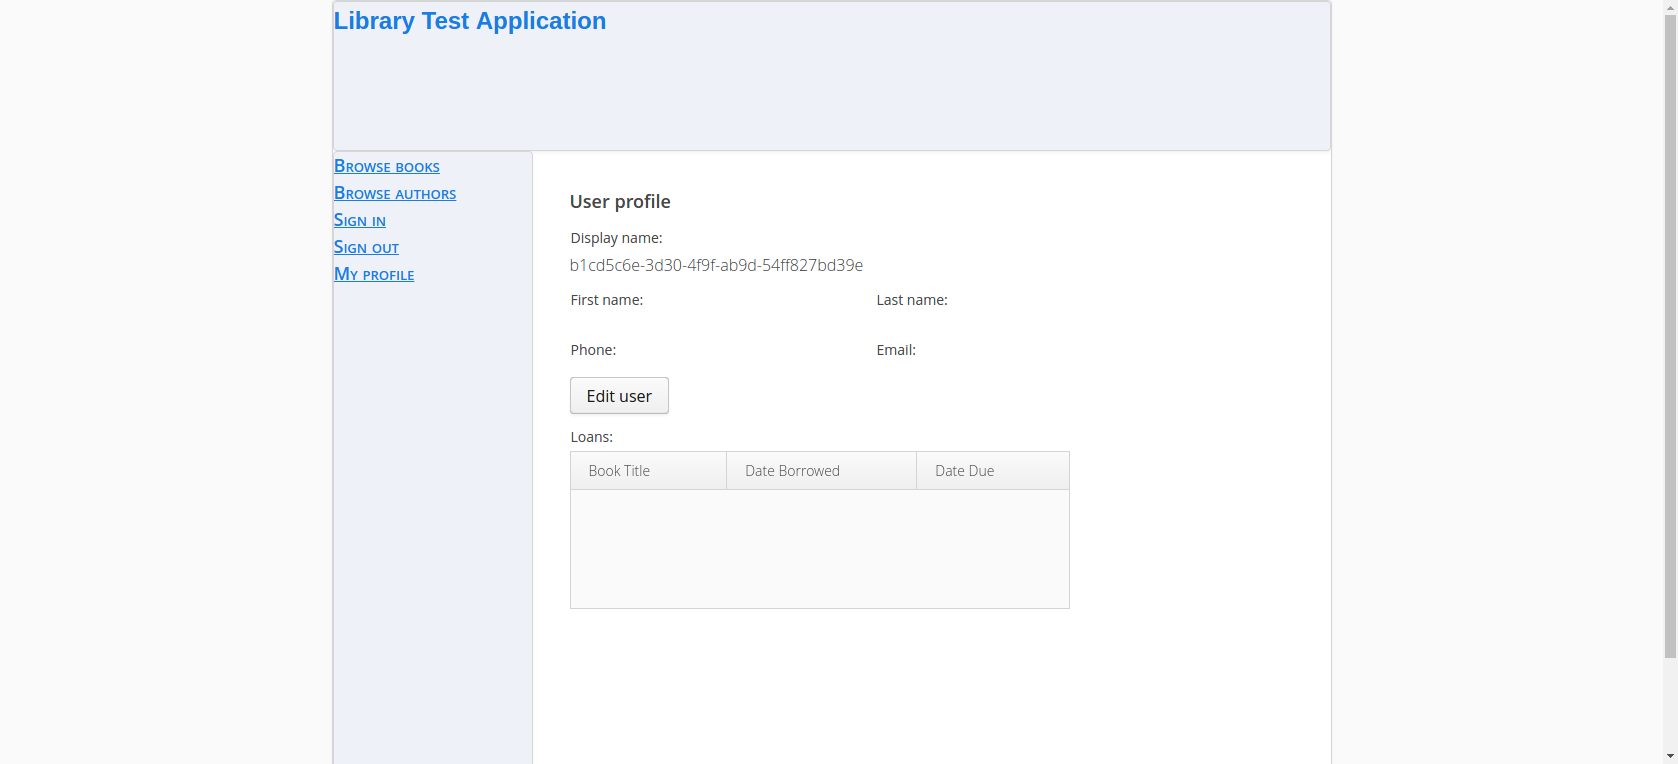 Library Test Application
Browse books
Browse authors
Sign in
Sign out
My profile
User profile
Display name:
b1cd5c6e-3d30-4f9f-ab9d-54ff827bd39e
First name: Last name:
Phone: Email:
Edit user
Loans:
Book Title Date Borrowed Date Due